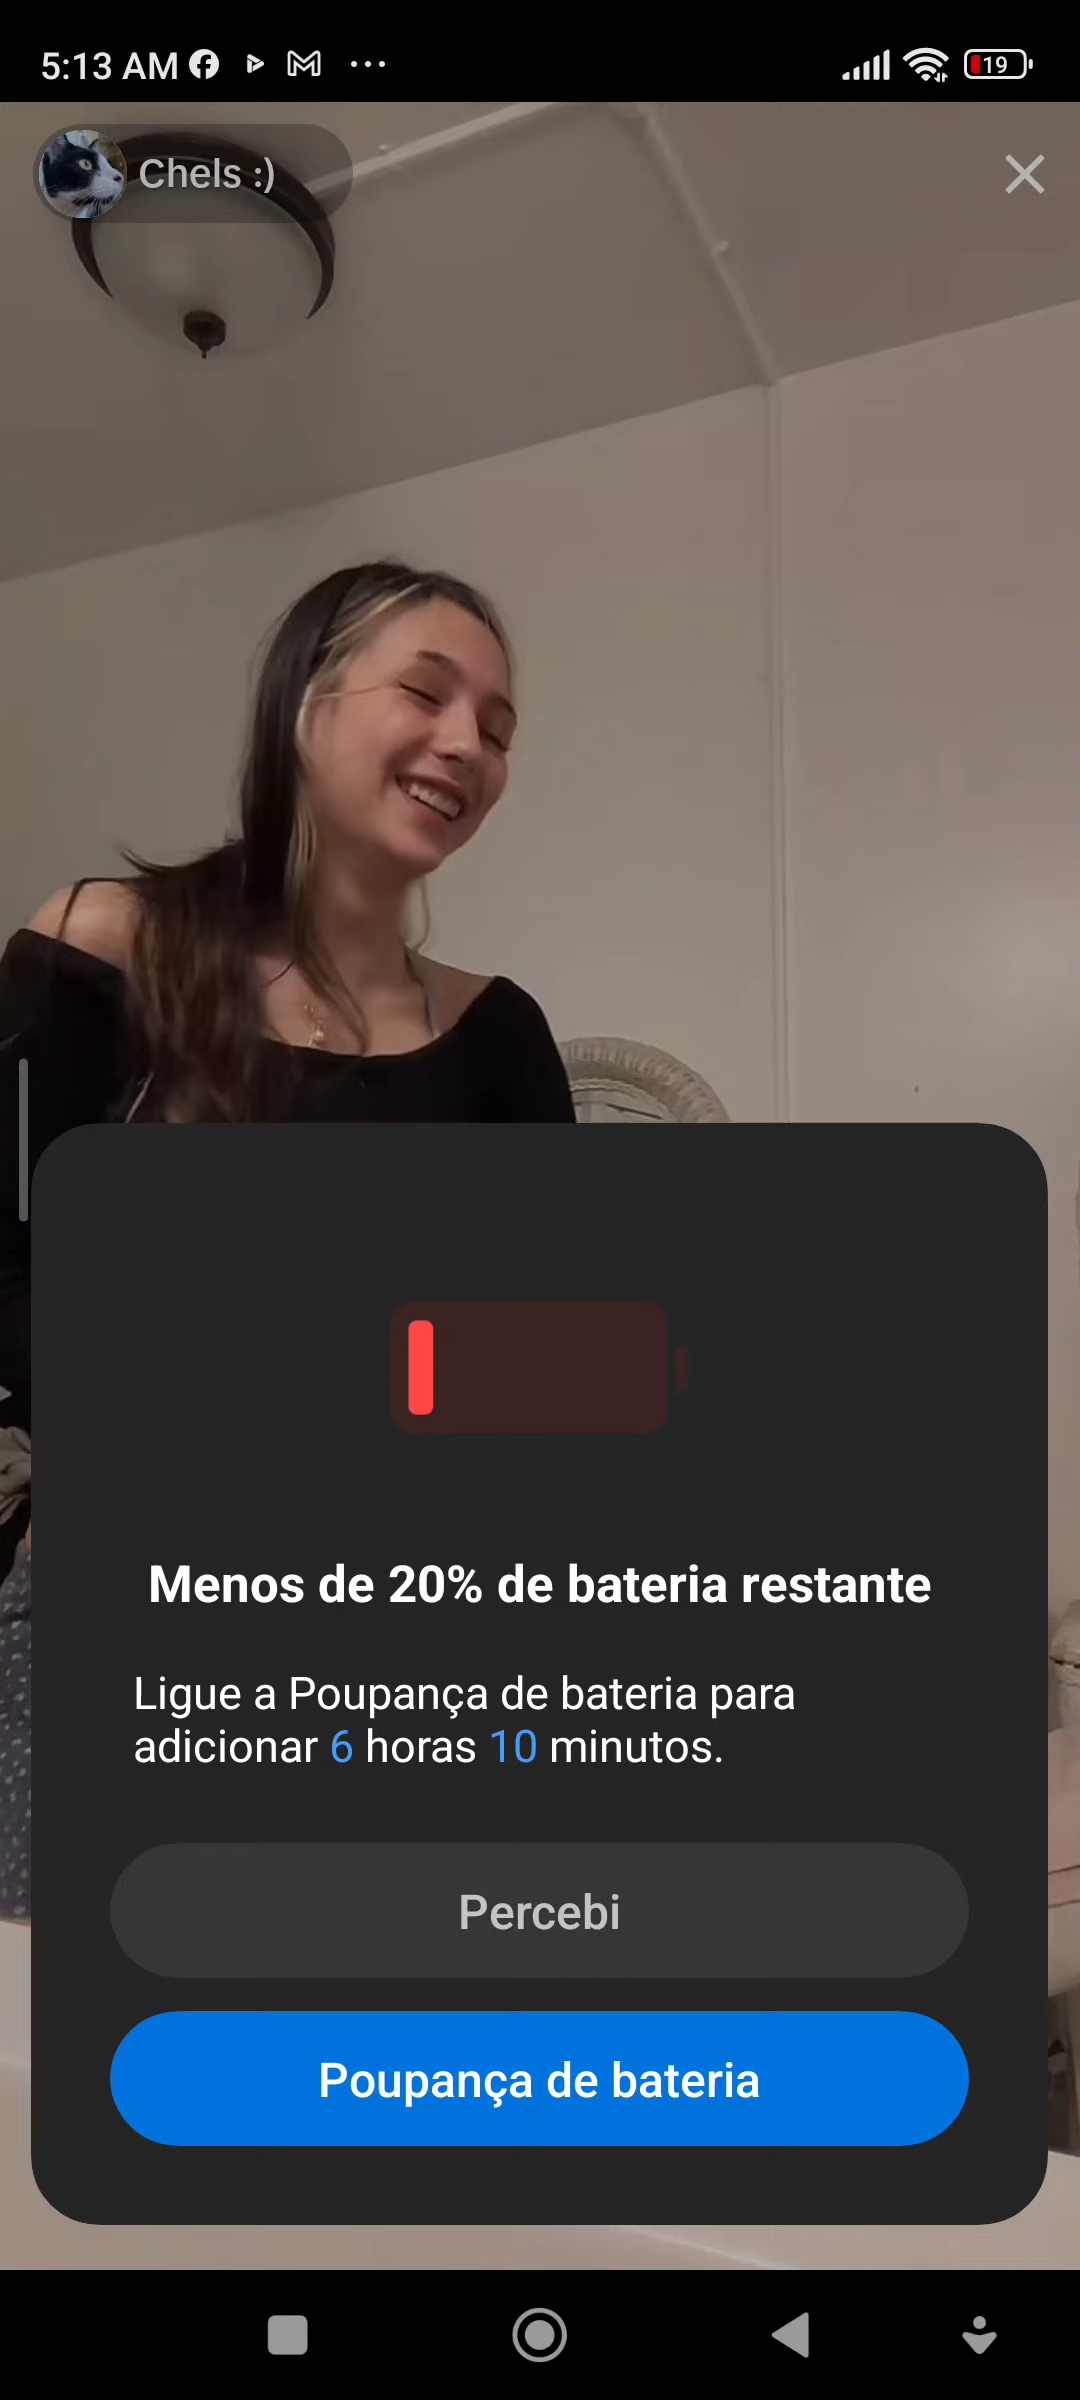 5:13 AM
19
Chels :)
Menos de 20% de bateria restante
Ligue a Poupança de bateria para
adicionar 6 horas 10 minutos.
Percebi
Poupança de bateria